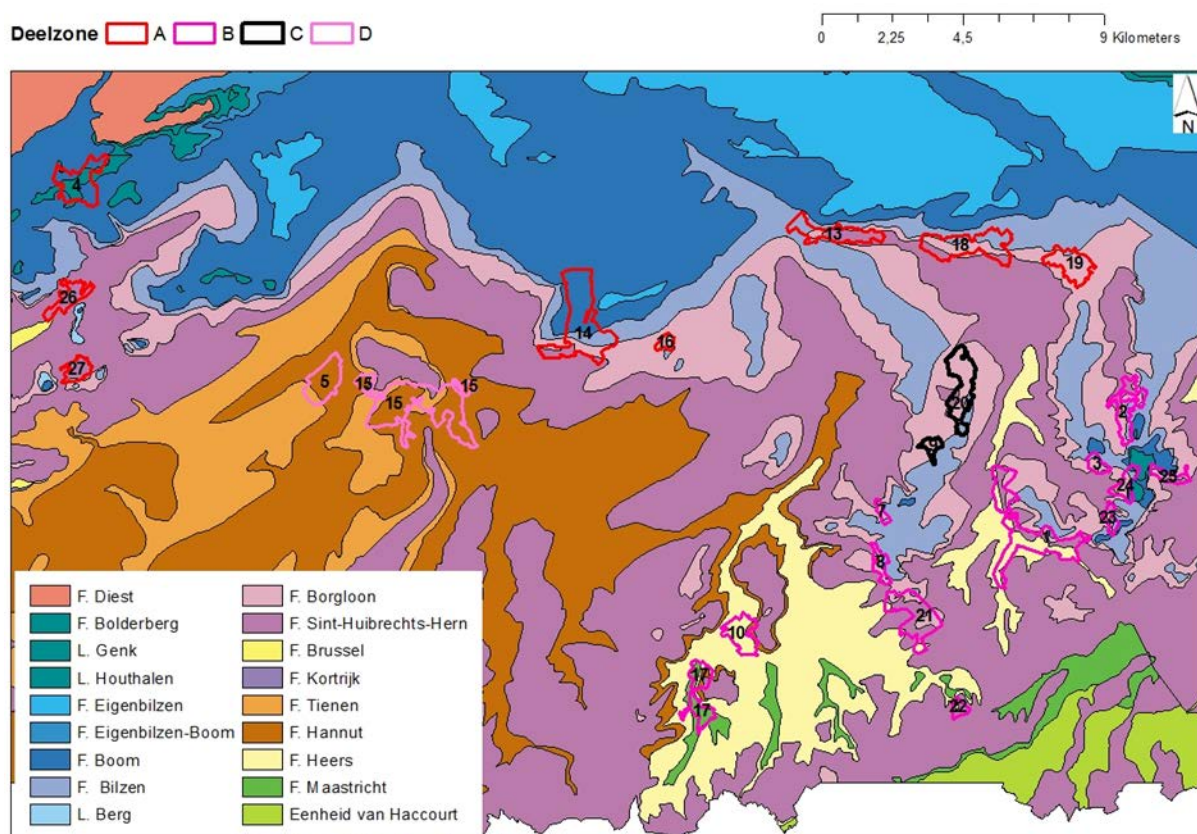 Deelzone A B C D
0 2,25 4,5 9 Kilometers
N
4
13
18
19
26
14
16
27
5
15
15
15
20
9
2
3
24
25
7
23
1
8
21
10
17
17
22
F. Diest
F. Bolderberg
L. Genk
L. Houthalen
F. Eigenbilzen
F. Eigenbilzen-Boom
F. Boom
F. Bilzen
L. Berg
F. Borgloon
F. Sint-Huibrechts-Hern
F. Brussel
F. Kortrijk
F. Tienen
F. Hannut
F. Heers
F. Maastricht
Eenheid van Haccourt